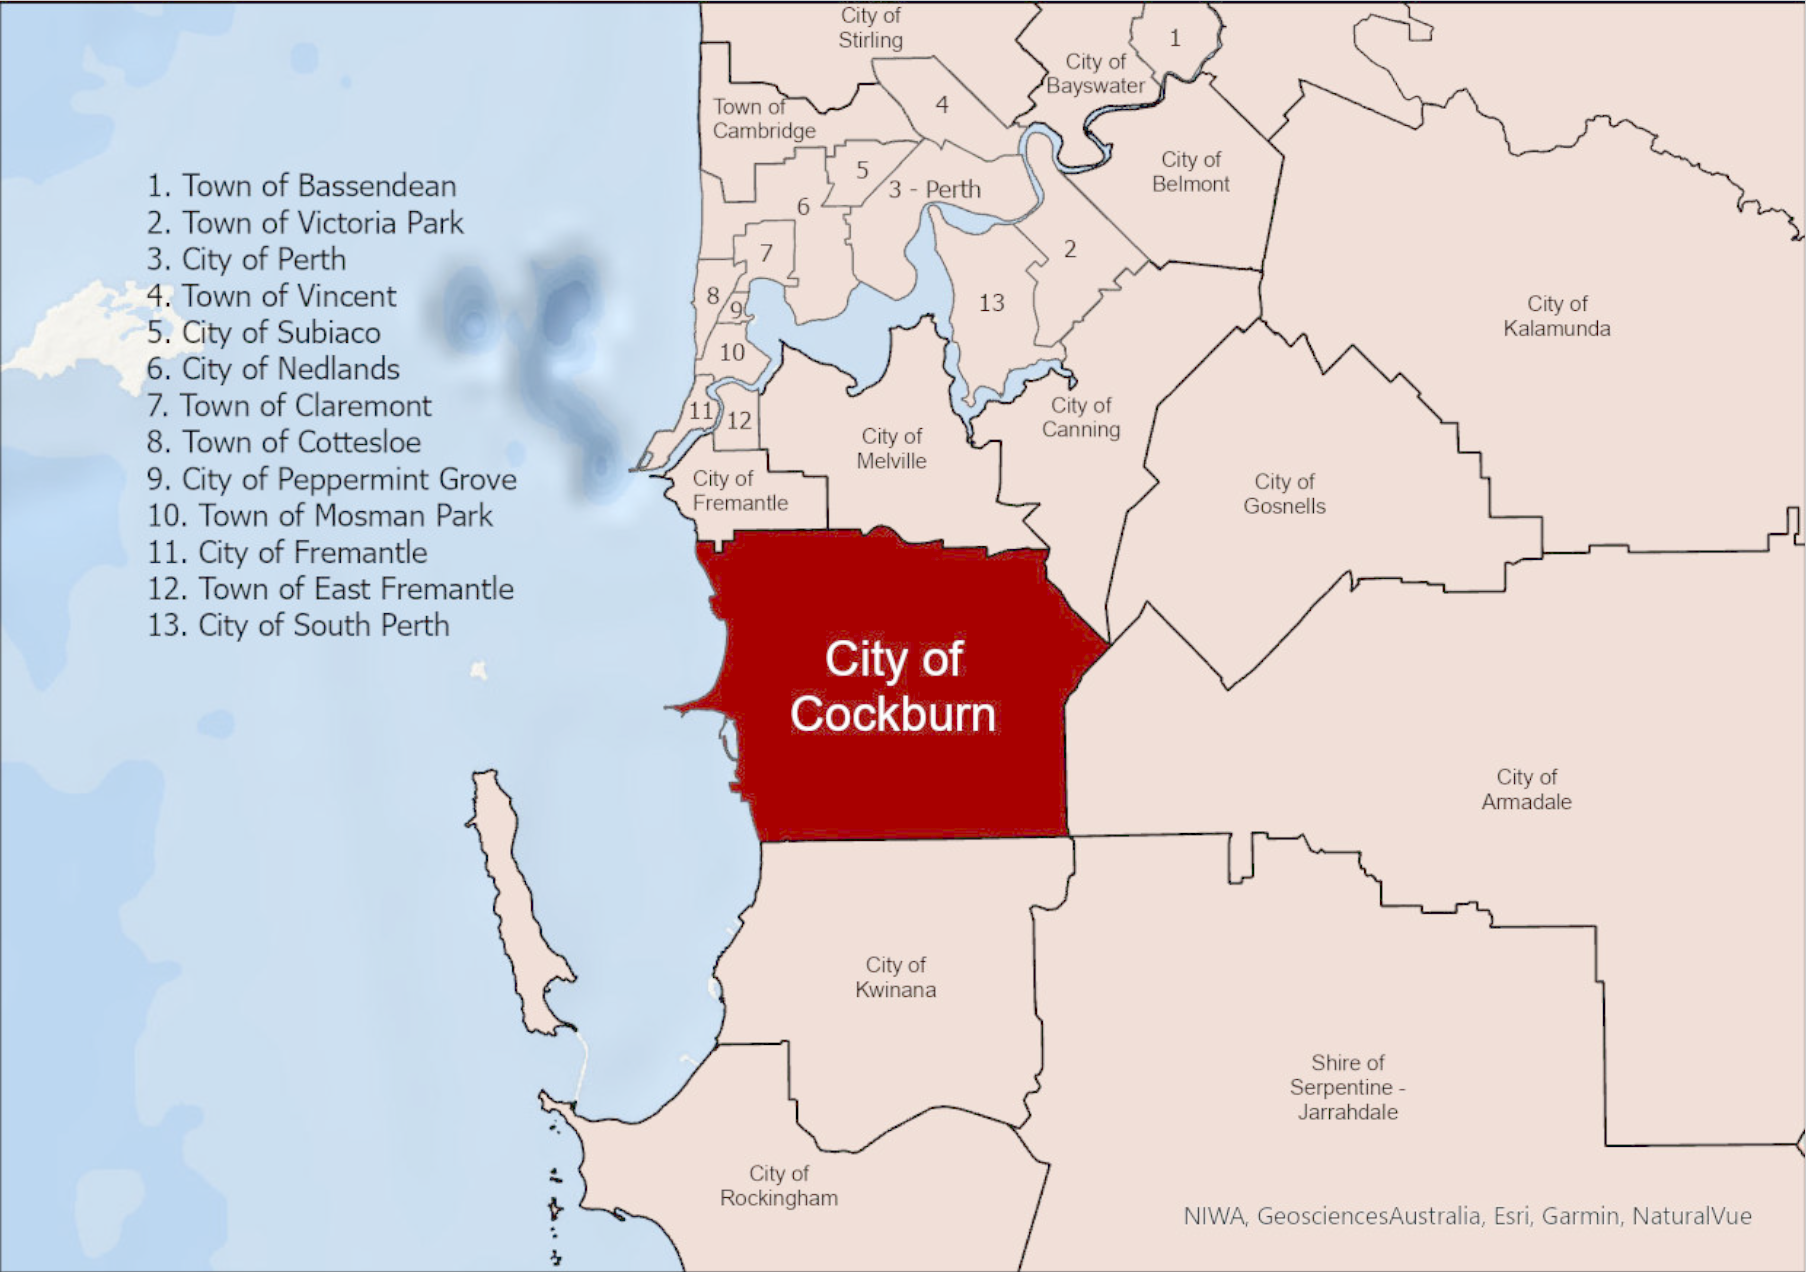 City of
Stirling
1
City of
Bayswater
Town of
Cambridge
4
City of
Belmont
5
3 - Perth
6
7
2
8
9
13
10
City of
Kalamunda
11
12
City of
Canning
City of
Melville
City of
Fremantle
City of
Gosnells
1. Town of Bassendean
2. Town of Victoria Park
3. City of Perth
4. Town of Vincent
5. City of Subiaco
6. City of Nedlands
7. Town of Claremont
8. Town of Cottesloe
9. City of Peppermint Grove
10. Town of Mosman Park
11. City of Fremantle
12. Town of East Fremantle
13. City of South Perth
City of
Cockburn
City of
Armadale
City of
Kwinana
Shire of
Serpentine -
Jarrahdale
City of
Rockingham
NIWA, GeosciencesAustralia, Esri, Garmin, NaturalVue